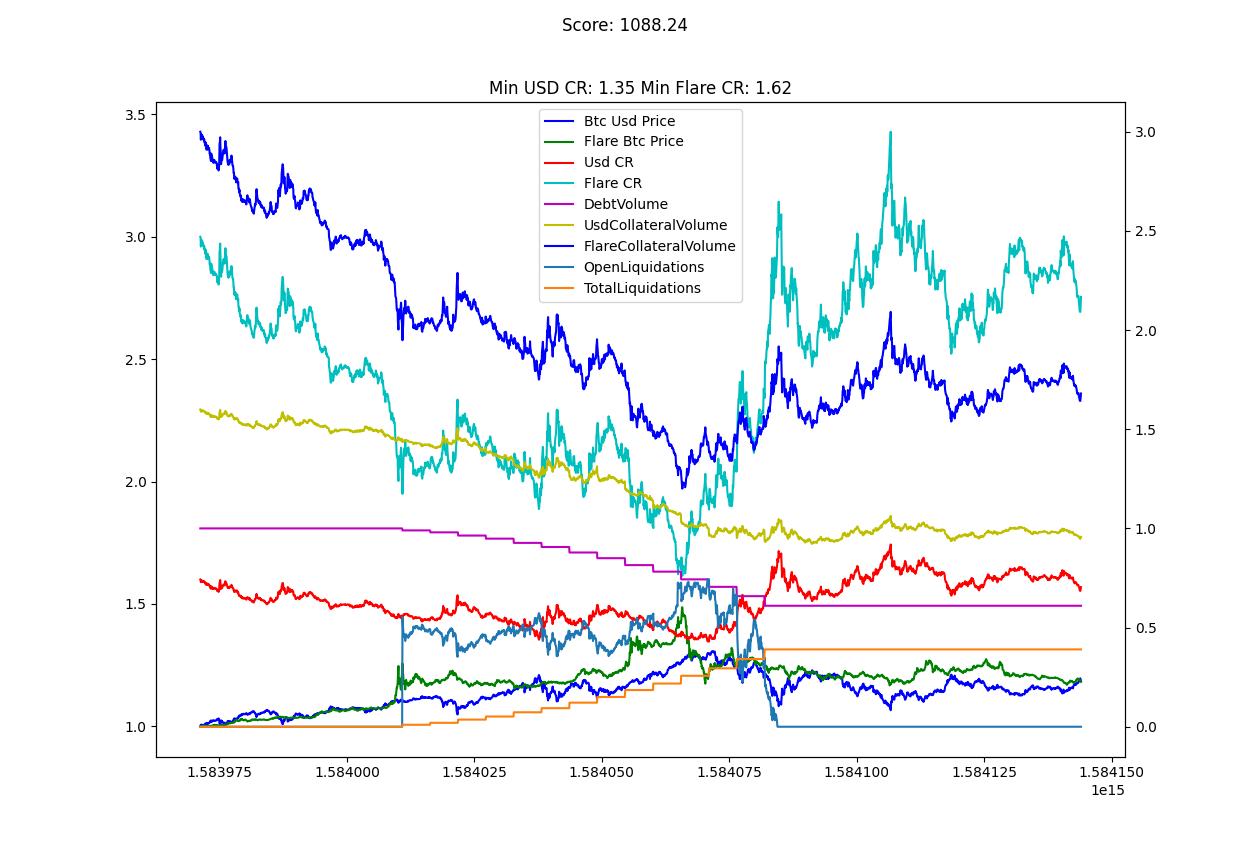 Score: 1088.24
Min USD CR: 1.35 Min Flare CR: 1.62
Btc Usd Price
Flare Btc Price
Usd CR
Flare CR
DebtVolume
UsdCollateralVolume
FlareCollateralVolume
OpenLiquidations
TotalLiquidations
3.5
3.0
2.5
2.0
1.5
1.0
3.0
2.5
2.0
1.5
1.0
0.5
0.0
1.583975
1.584000
1.584025
1.584050
1.584075
1.584100
1.584125
1.584150
1e15